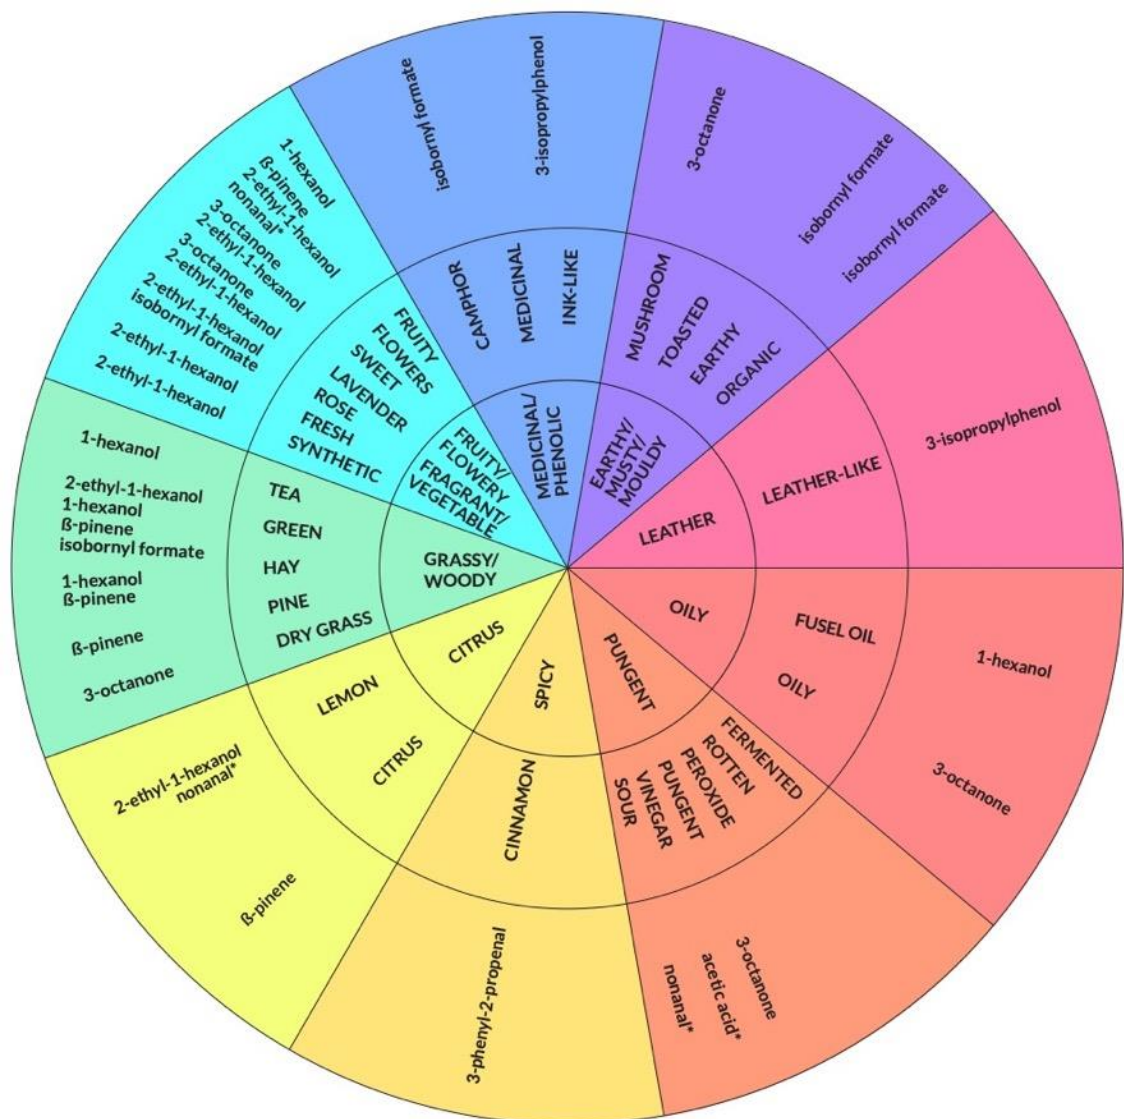 isobornyl formate
3-isopropylphenol
CAMPHOR
MEDICINAL
INK-LIKE
MEDICINAL/
PHENOLIC
3-octanone
isobornyl formate
isobornyl formate
MUSHROOM
TOASTED
EARTHY
ORGANIC
EARTHY/
MUSTY/
MOULDY
3-isopropylphenol
LEATHER-LIKE
LEATHER
1-hexanol
3-octanone
FUSEL OIL
OILY
OILY
3-octanone
acetic acid*
nonanal*
FERMENTED
ROTTEN
PEROXIDE
PUNGENT
VINEGAR
SOUR
PUNGENT
3-phenyl-2-propenal
CINNAMON
SPICY
2-ethyl-1-hexanol
nonanal*
ß-pinene
LEMON
CITRUS
CITRUS
1-hexanol
2-ethyl-1-hexanol
1-hexanol
ß-pinene
isobornyl formate
1-hexanol
ß-pinene
ß-pinene
3-octanone
TEA
GREEN
HAY
PINE
DRY GRASS
GRASSY/
WOODY
1-hexanol
ß-pinene
2-ethyl-1-hexanol
nonanal*
3-octanone
2-ethyl-1-hexanol
3-octanone
2-ethyl-1-hexanol
2-ethyl-1-hexanol
isobornyl formate
2-ethyl-1-hexanol
2-ethyl-1-hexanol
FRUITY
FLOWERS
SWEET
LAVENDER
ROSE
FRESH
SYNTHETIC
FRUITY/
FLOWERY
FRAGRANT/
VEGETABLE